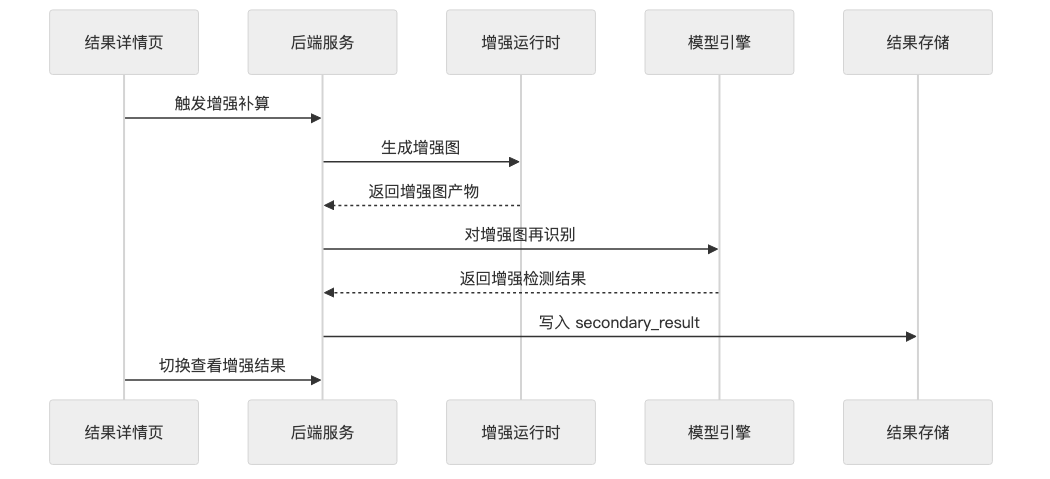 结果详情页
后端服务
增强运行时
模型引擎
结果存储
触发增强补算
生成增强图
返回增强图产物
对增强图再识别
返回增强检测结果
写入 secondary_result
切换查看增强结果
结果详情页
后端服务
增强运行时
模型引擎
结果存储